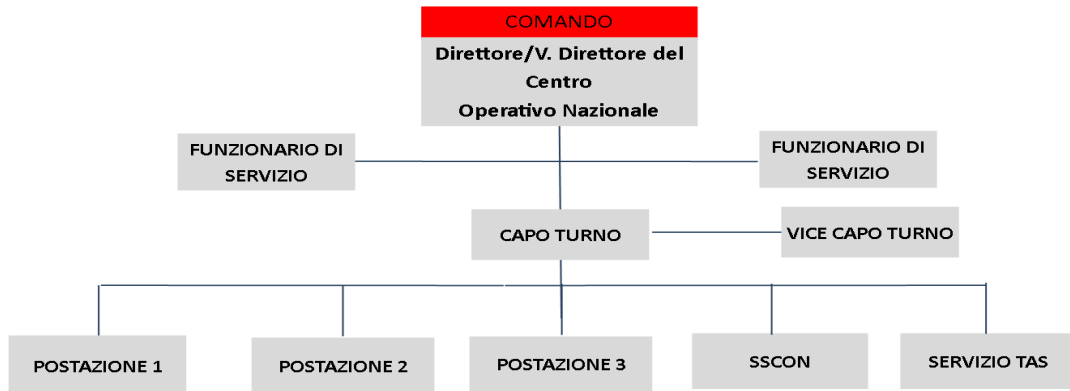 COMANDO
Direttore/V. Direttore del
Centro
Operativo Nazionale
FUNZIONARIO DI
SERVIZIO
FUNZIONARIO DI
SERVIZIO
CAPO TURNO
VICE CAPO TURNO
POSTAZIONE 1
POSTAZIONE 2
POSTAZIONE 3
SSCON
SERVIZIO TAS